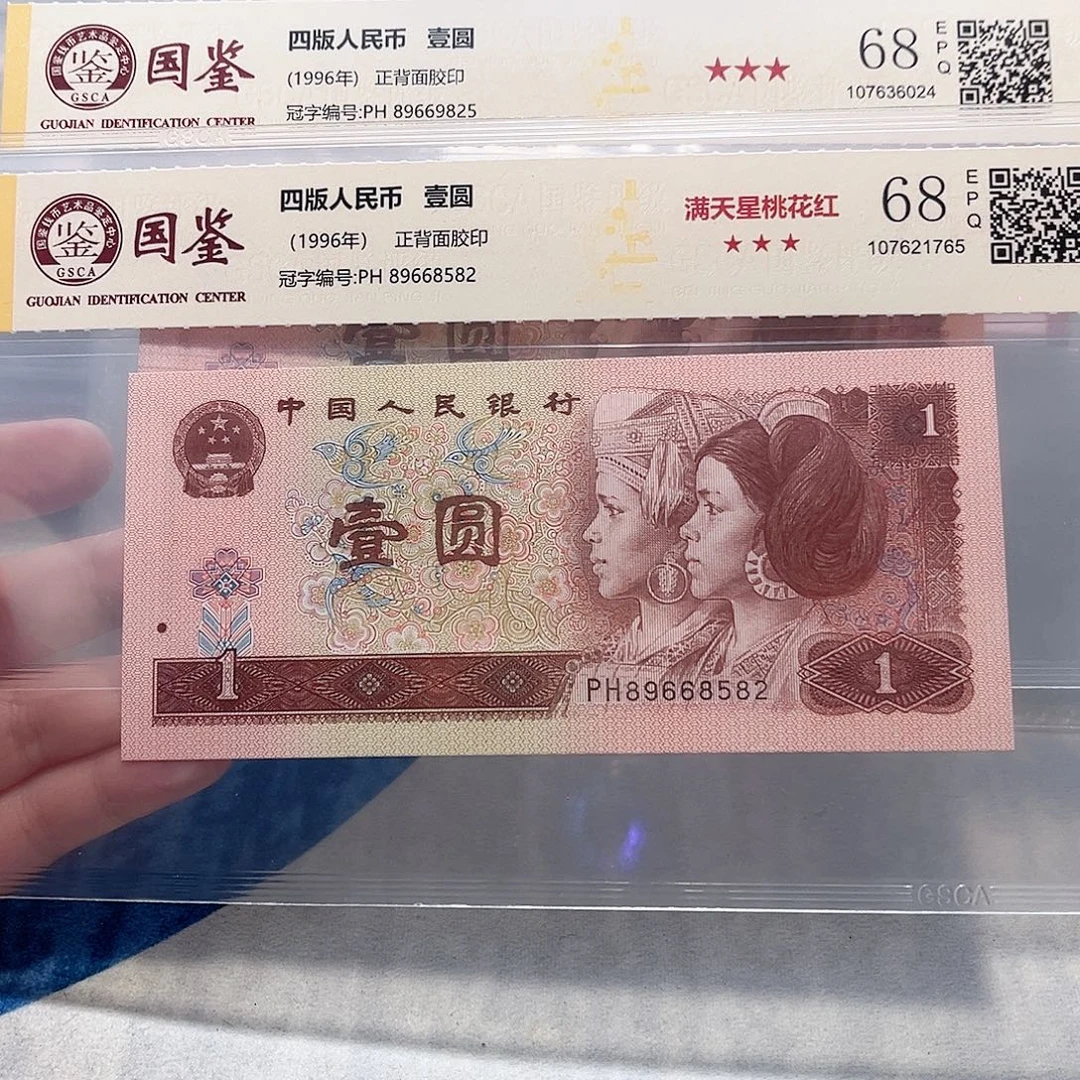 国鉴
GSCA
GUOJIAN IDENTIFICATION CENTER
四版人民币 壹圆
(1996年) 正背面胶印
冠字编号:PH 89669825
★★★
68
EPQ
107636024
国鉴
GSCA
GUOJIAN IDENTIFICATION CENTER
四版人民币 壹圆
(1996年) 正背面胶印
冠字编号:PH 89668582
满天星桃花红
★★★
68
EPQ
107621765
壹圆
中国人民银行
1
壹圆
1
PH89668582
1
GSCA